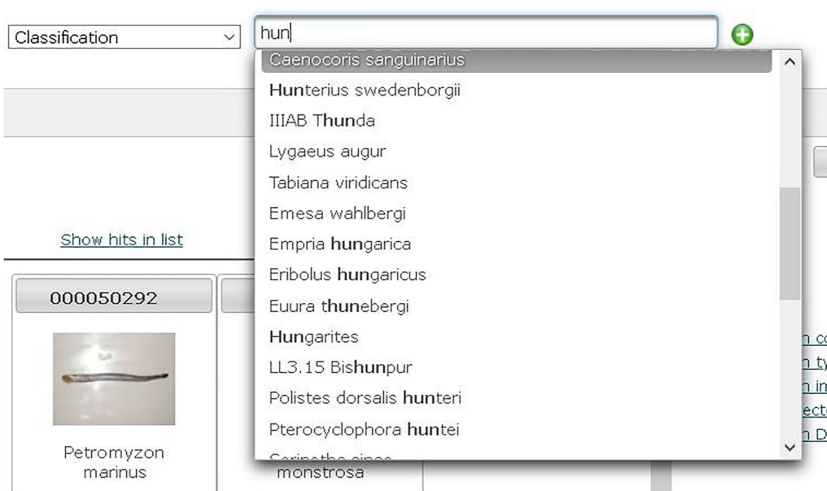 Classification
hun
Caenocoris sanguinarius
Hunterius swedenborgii
IIIAB Thunda
Lygaeus augur
Tabiana viridicans
Emesa wahlbergi
Empria hungarica
Eribolus hungaricus
Euura thunebergi
Hungarites
LL3.15 Bishunpur
Polistes dorsalis hunteri
Pterocyclophora huntei
Show hits in list
000050292
Petromyzon
marinus
monstrosa